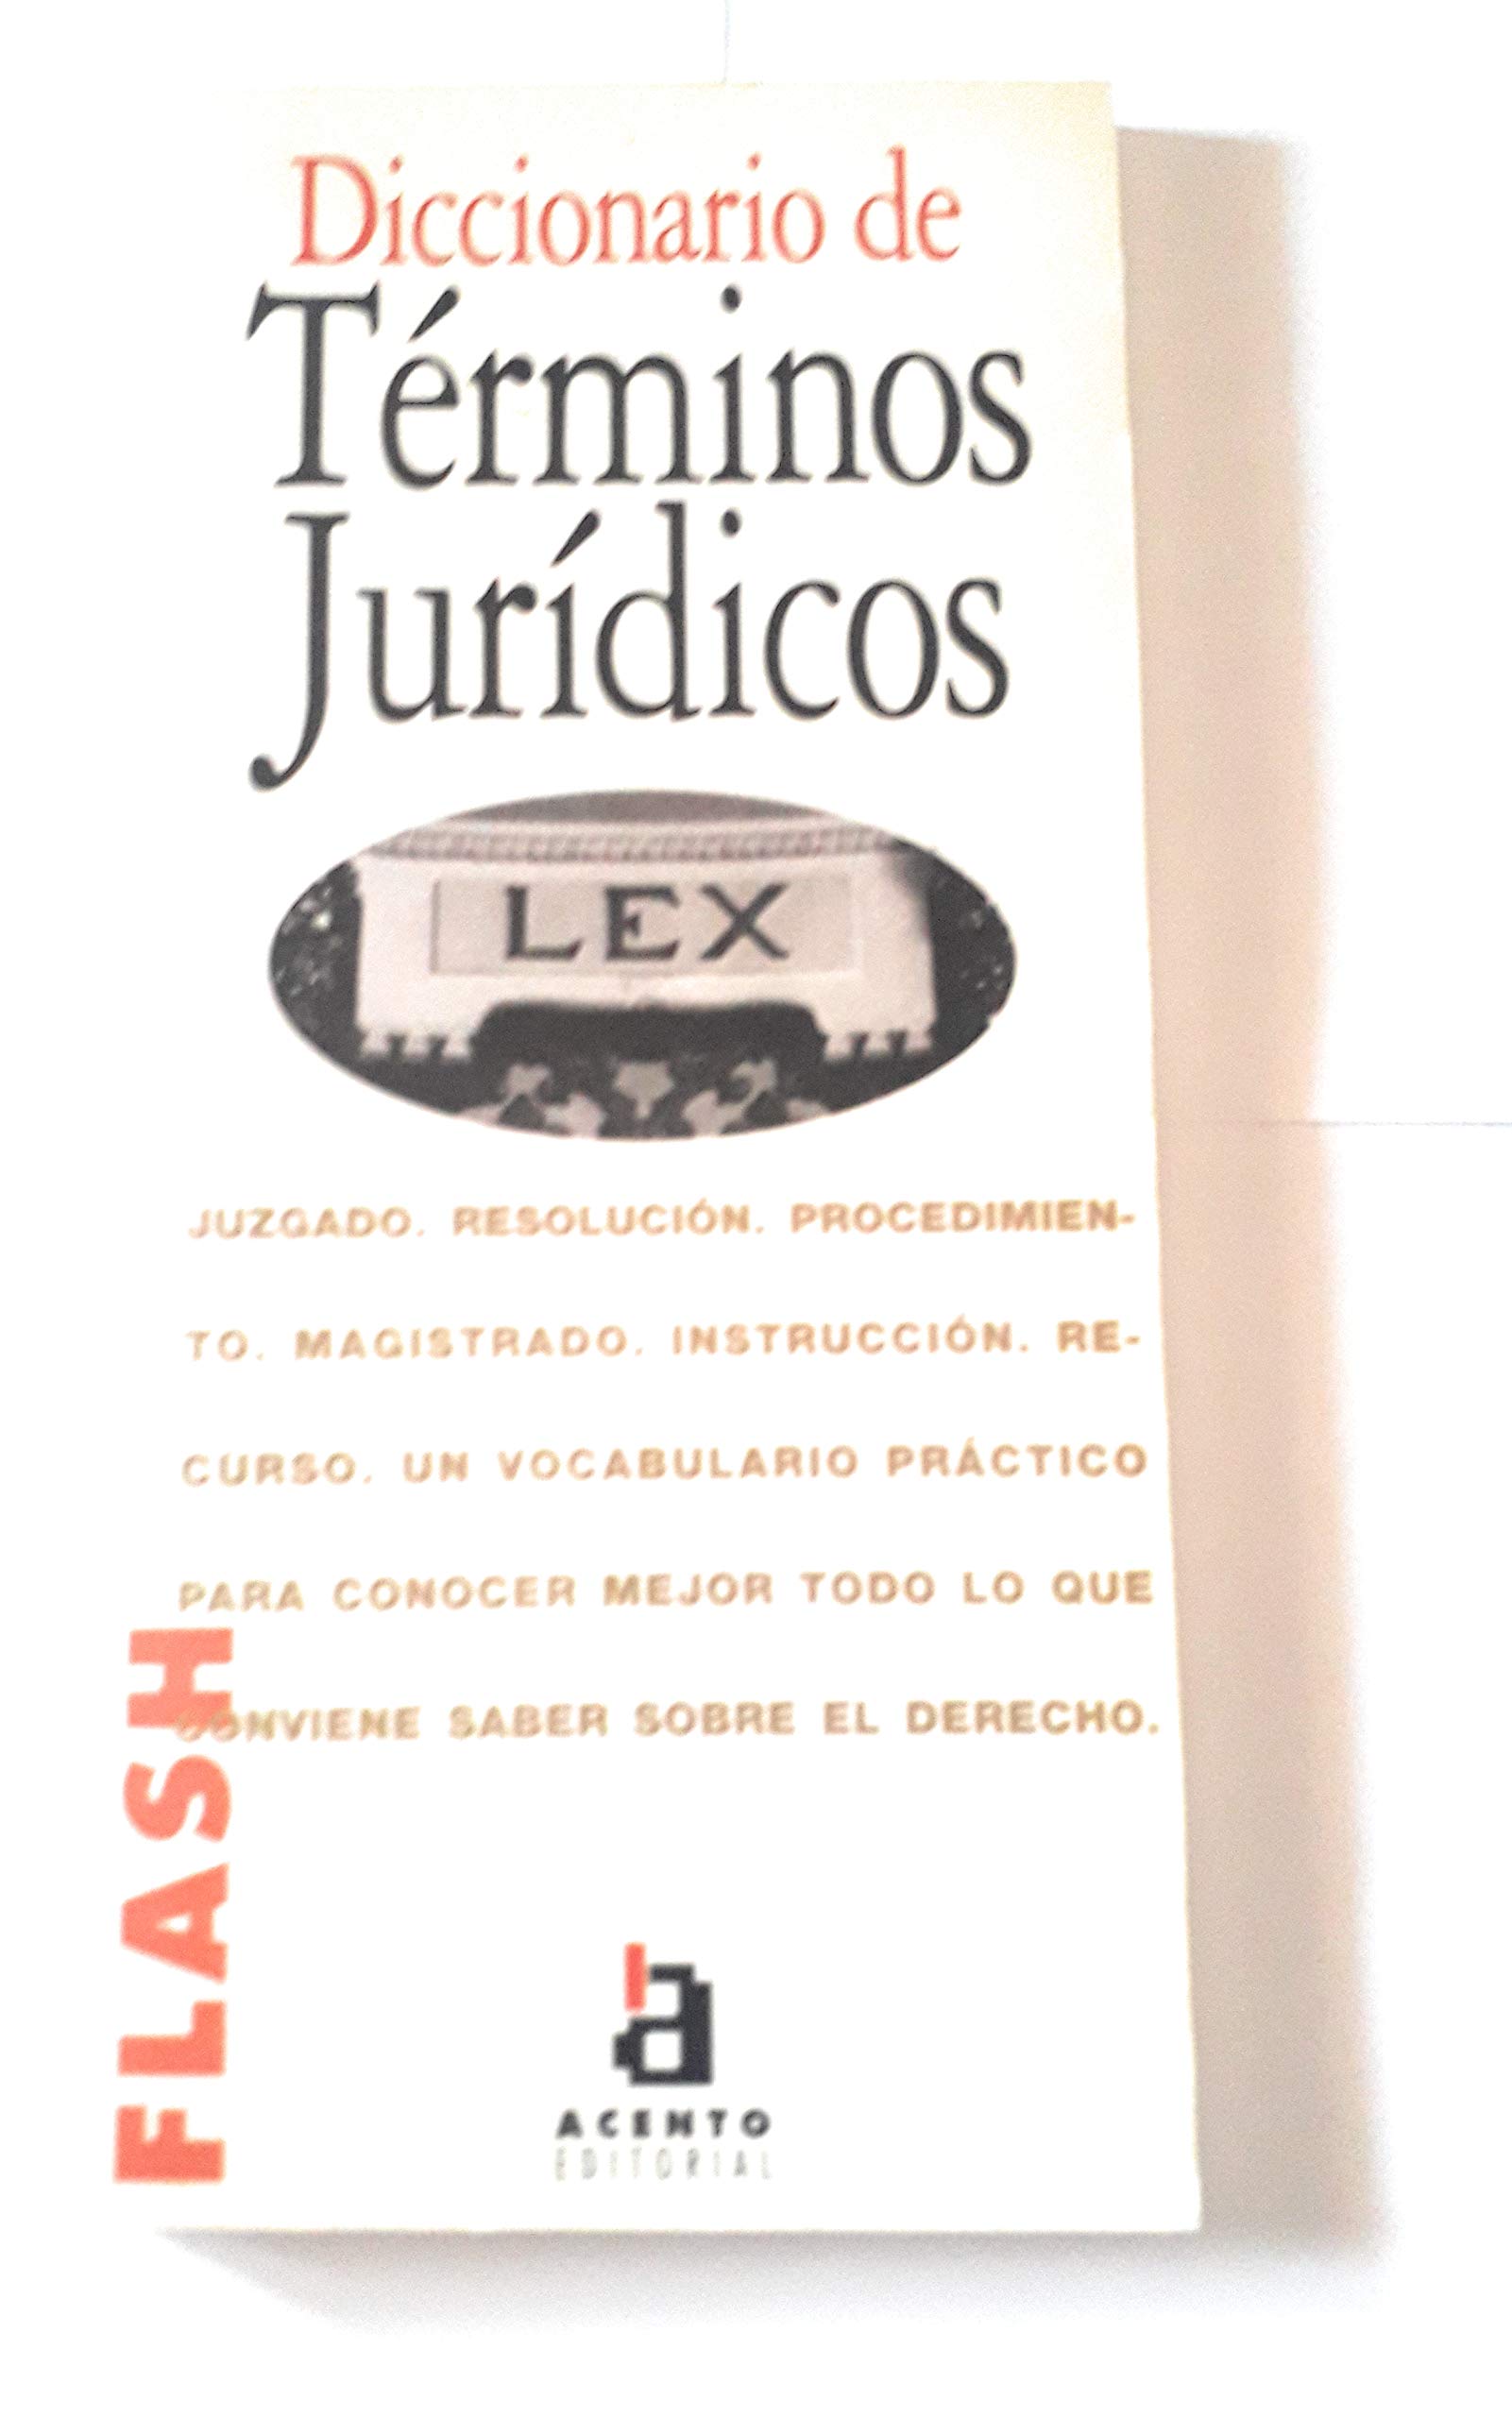 Diccionario de
Términos
Jurídicos
LEX
JUZGADO. RESOLUCIÓN. PROCEDIMIEN-
TO. MAGISTRADO. INSTRUCCIÓN. RE-
CURSO. UN VOCABULARIO PRÁCTICO
PARA CONOCER MEJOR TODO LO QUE
CONVIENE SABER SOBRE EL DERECHO.
FLASH
ACENTO
EDITORIAL